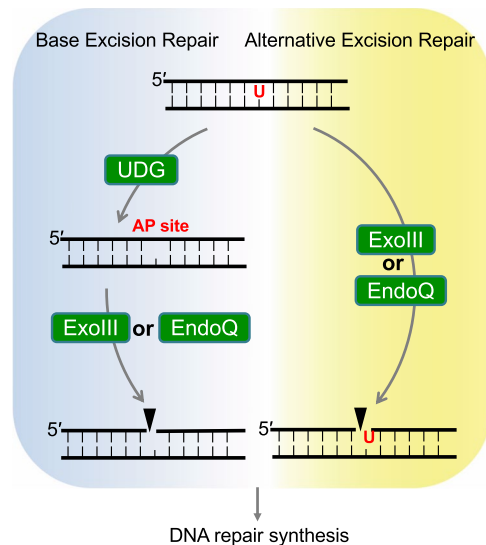 Base Excision Repair
Alternative Excision Repair
5′
U
UDG
AP site
5′
ExoIII
or
EndoQ
ExoIII or EndoQ
5′
5′
U
DNA repair synthesis